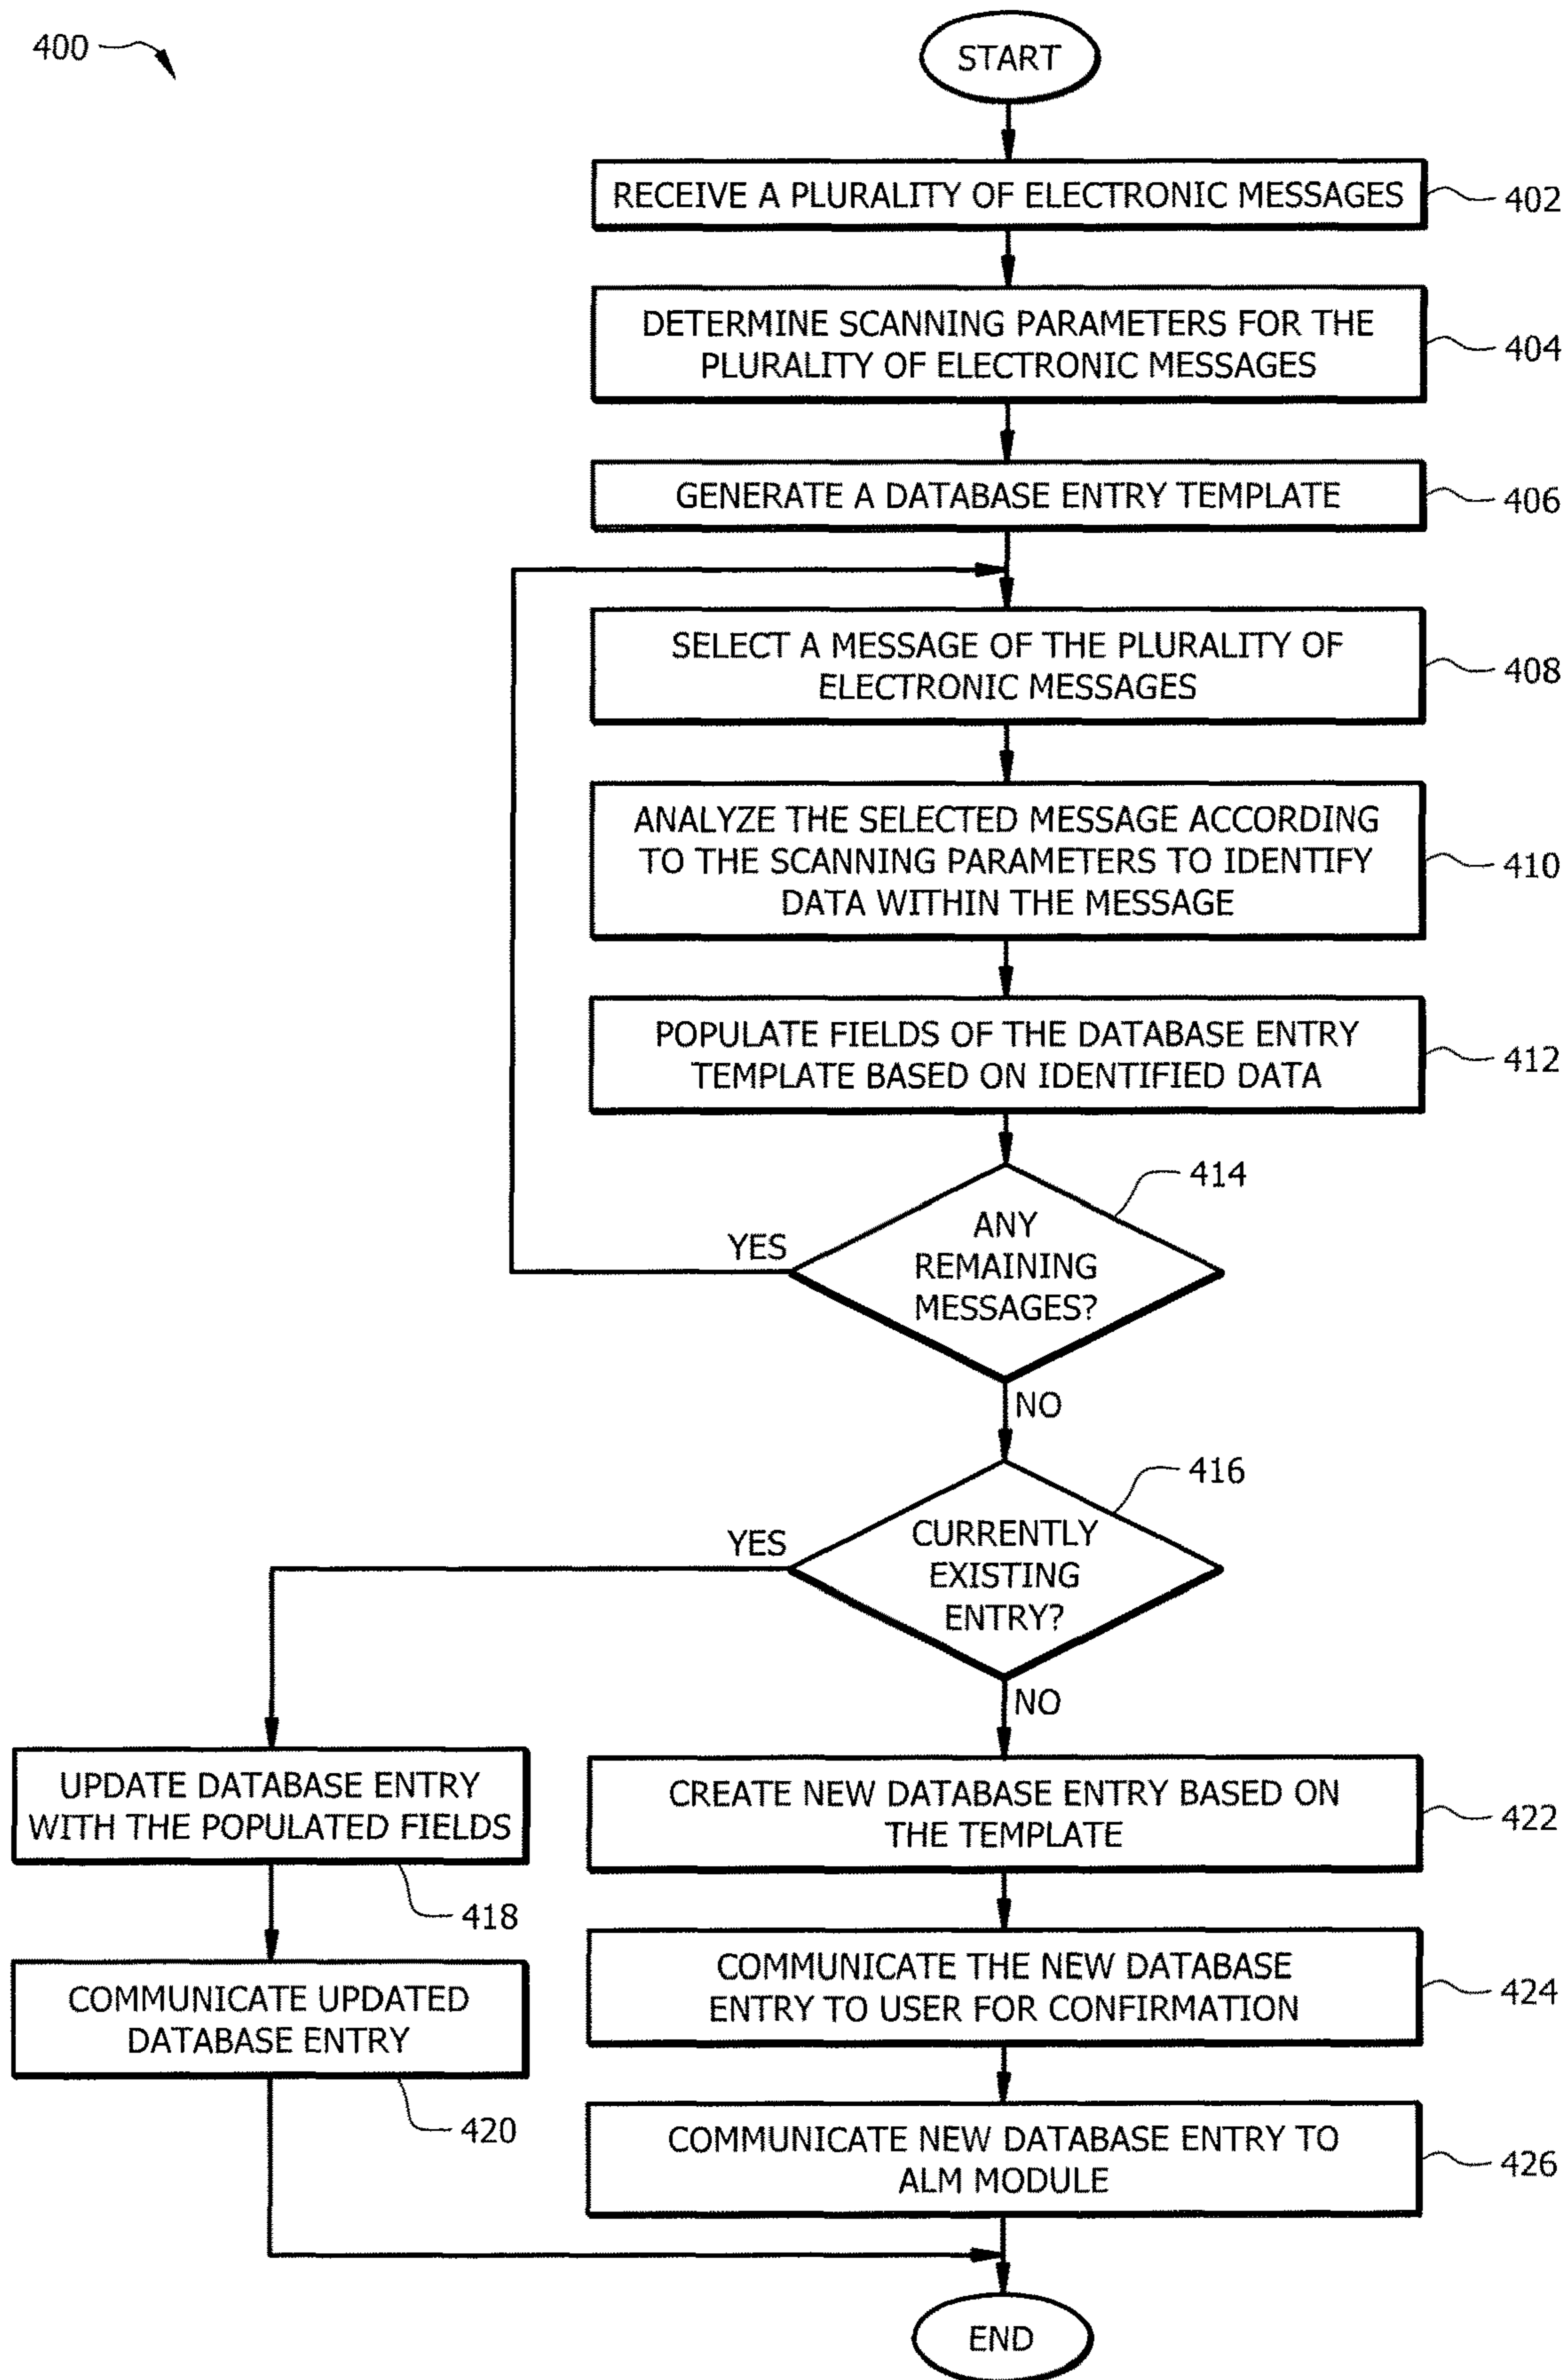 400
START
RECEIVE A PLURALITY OF ELECTRONIC MESSAGES
402
DETERMINE SCANNING PARAMETERS FOR THE
PLURALITY OF ELECTRONIC MESSAGES
404
GENERATE A DATABASE ENTRY TEMPLATE
406
SELECT A MESSAGE OF THE PLURALITY OF
ELECTRONIC MESSAGES
408
ANALYZE THE SELECTED MESSAGE ACCORDING
TO THE SCANNING PARAMETERS TO IDENTIFY
DATA WITHIN THE MESSAGE
410
POPULATE FIELDS OF THE DATABASE ENTRY
TEMPLATE BASED ON IDENTIFIED DATA
412
414
ANY
REMAINING
MESSAGES?
YES
NO
416
CURRENTLY
EXISTING
ENTRY?
YES
NO
UPDATE DATABASE ENTRY
WITH THE POPULATED FIELDS
418
COMMUNICATE UPDATED
DATABASE ENTRY
420
CREATE NEW DATABASE ENTRY BASED ON
THE TEMPLATE
422
COMMUNICATE THE NEW DATABASE
ENTRY TO USER FOR CONFIRMATION
424
COMMUNICATE NEW DATABASE ENTRY TO
ALM MODULE
426
END